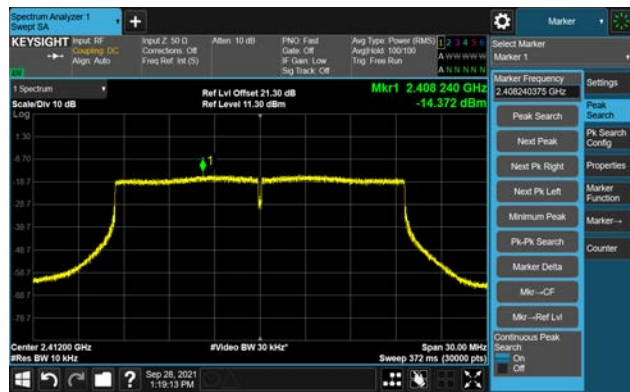 Spectrum Analyzer 1
Swept SA
Marker
KEYSIGHT
Input: RF
Coupling: DC
Align: Auto
Input Z: 50 Ω
Corrections: Off
Freq Ref: Int (S)
Atten: 10 dB
PNO: Fast
Gate: Off
IF Gain: Low
Sig Track: Off
Avg Type: Power (RMS)
Avg|Hold: 100/100
Trig: Free Run
1 2 3 4 5 6
A W W W W W
A N N N N N
Select Marker
Marker 1
1 Spectrum
Scale/Div 10 dB
Log
Ref Lvl Offset 21.30 dB
Ref Level 11.30 dBm
Mkr1 2.408 240 GHz
-14.372 dBm
1.30
-8.70
-18.7
-28.7
-38.7
-48.7
-58.7
-68.7
-78.7
1
Center 2.41200 GHz
#Res BW 10 kHz
#Video BW 30 kHz*
Span 30.00 MHz
Sweep 372 ms (30000 pts)
Marker Frequency
2.408240375 GHz
Peak Search
Next Peak
Next Pk Right
Next Pk Left
Minimum Peak
Pk-Pk Search
Marker Delta
Mkr→CF
Mkr→Ref Lvl
Continuous Peak
Search
On
Off
Settings
Peak
Search
Pk Search
Config
Properties
Marker
Function
Marker→
Counter
?
Sep 28, 2021
1:19:13 PM